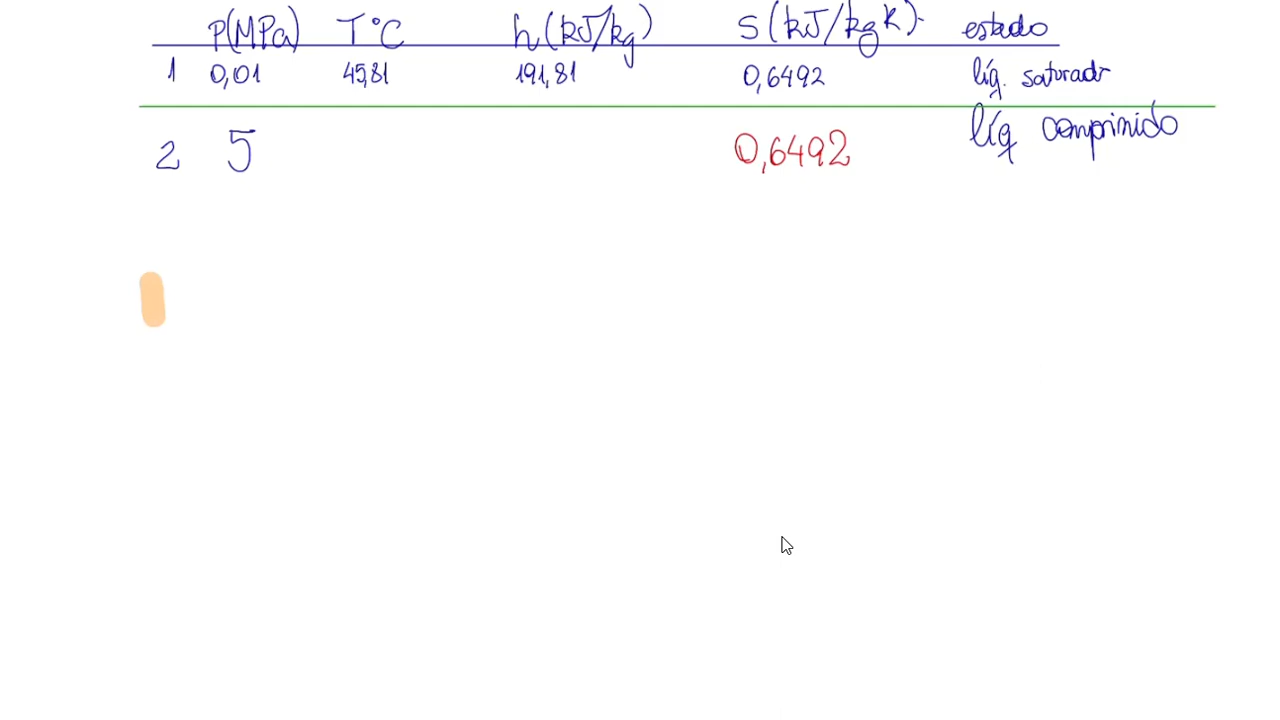 P(MPa) T°C h(kJ/kg) S(kJ/kgK) estado
1 0,01 45,81 191,81 0,6492 líq. saturado
2 5 0,6492 líq comprimido